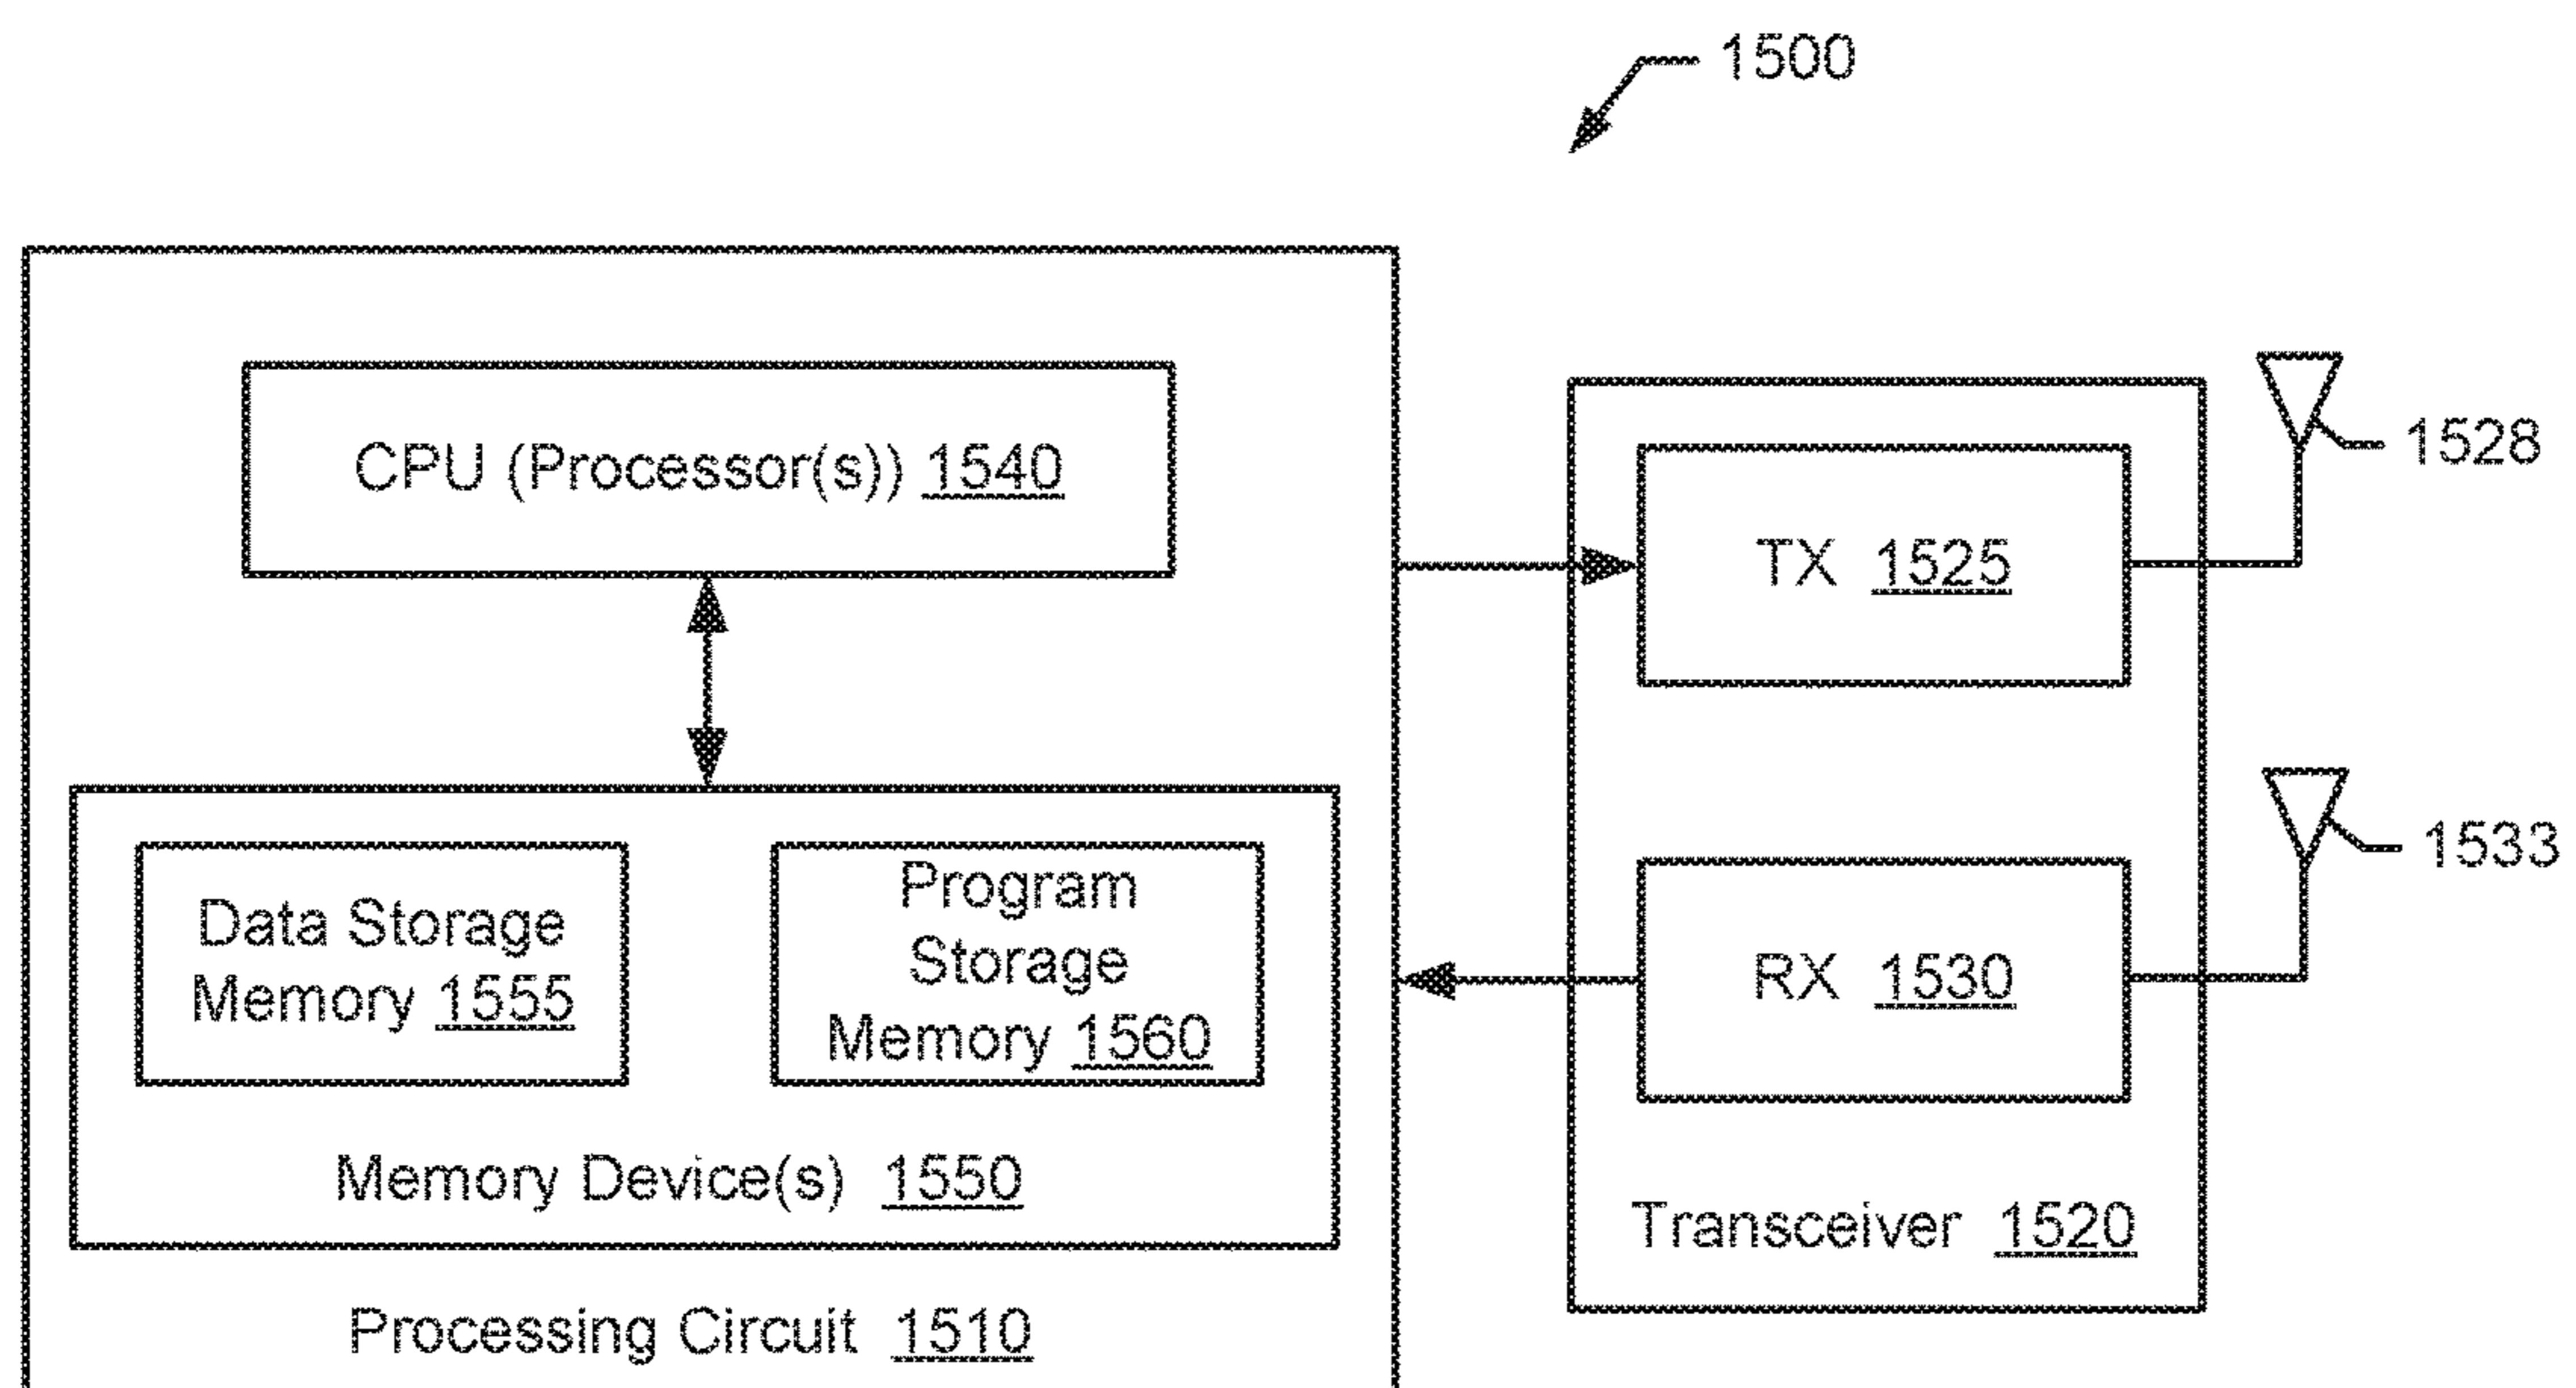 1500
CPU (Processor(s)) 1540
1528
TX 1525
Data Storage
Memory 1555
Program
Storage
Memory 1560
1533
RX 1530
Memory Device(s) 1550
Transceiver 1520
Processing Circuit 1510